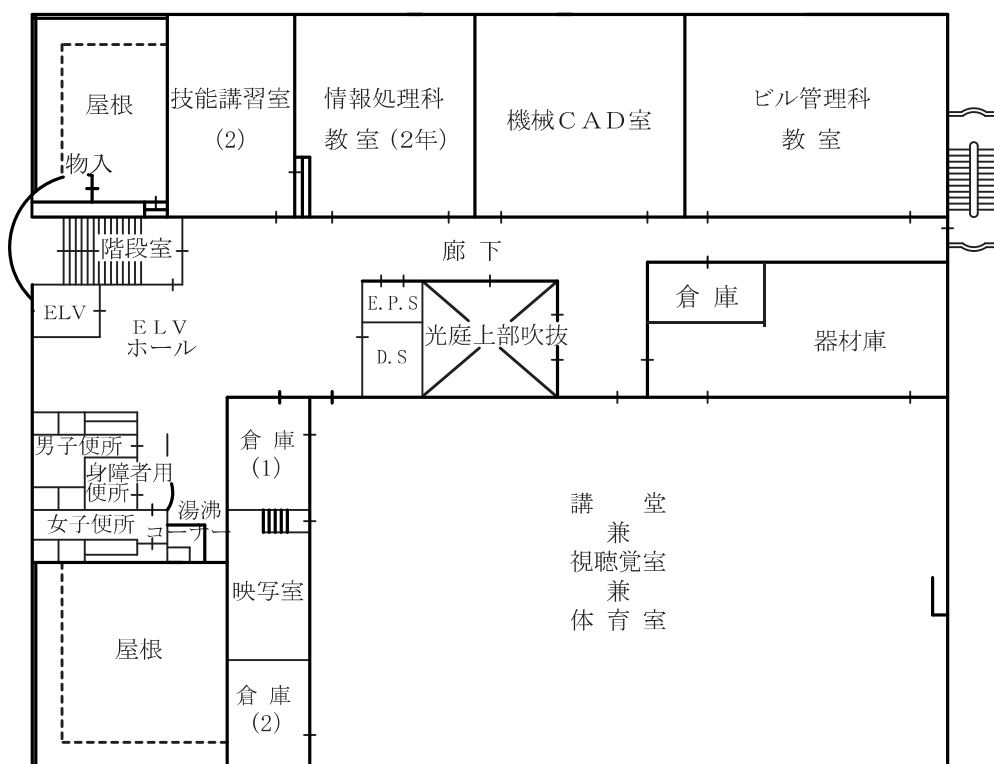 屋根
技能講習室
(2)
情報処理科
教 室 (2年)
機械CAD室
ビル管理科
教 室
物入
階段室
廊 下
ELV
ELV
ホール
E.P.S
D.S
光庭上部吹抜
倉 庫
器材庫
男子便所
身障者用
便所
女子便所
湯沸
コーナー
倉 庫
(1)
映写室
講 堂
兼
視聴覚室
兼
体 育 室
屋根
倉 庫
(2)